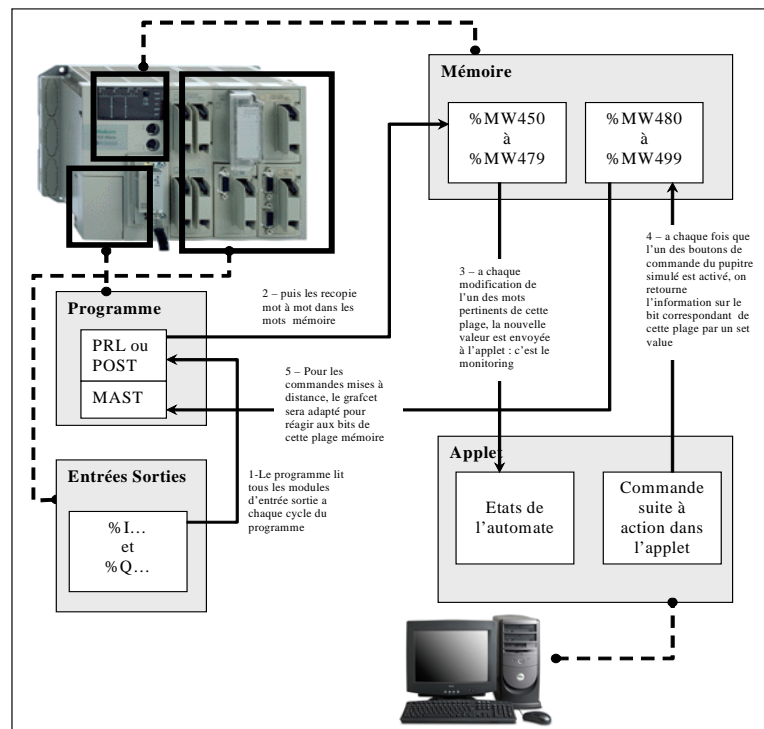 Mémoire
%MW450
à
%MW479
%MW480
à
%MW499
4 – a chaque fois que
l’un des boutons de
commande du pupitre
simulé est activé, on
retourne
l’information sur le
bit correspondant de
cette plage par un set
value
3 – a chaque
modification de
l’un des mots
pertinents de cette
plage, la nouvelle
valeur est envoyée
à l’applet : c’est le
monitoring
2 – puis les recopie
mot à mot dans les
mots mémoire
Programme
PRL ou
POST
MAST
5 – Pour les
commandes mises à
distance, le grafcet
sera adapté pour
réagir aux bits de
cette plage mémoire
Entrées Sorties
%I…
et
%Q…
1-Le programme lit
tous les modules
d’entrée sortie a
chaque cycle du
programme
Applet
Etats de
l’automate
Commande
suite à
action dans
l’applet